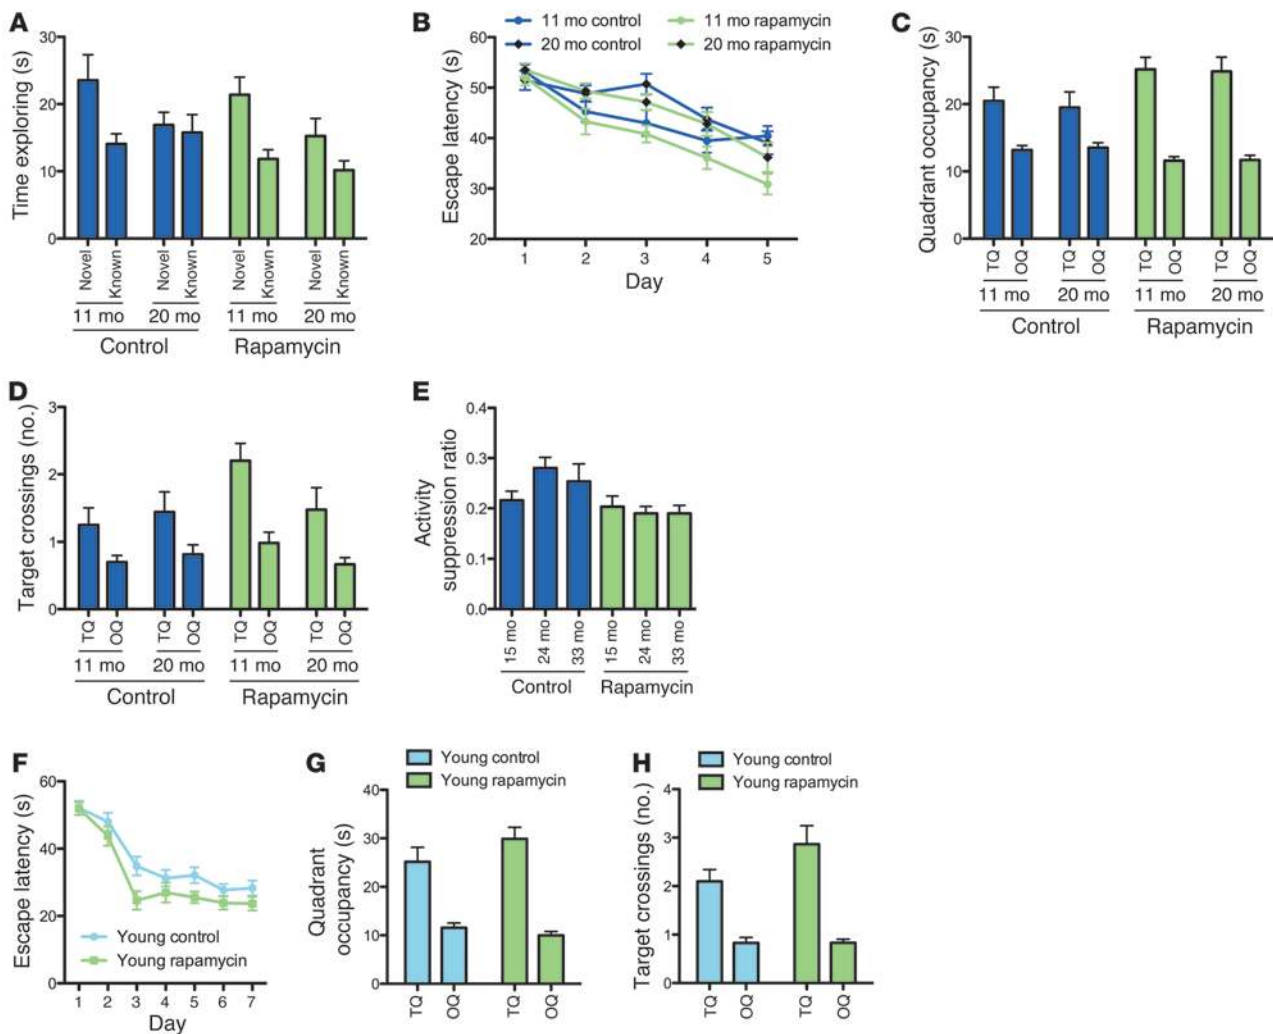 A
Time exploring (s)
30
20
10
0
Novel
Known
Novel
Known
Novel
Known
Novel
Known
11 mo
20 mo
11 mo
20 mo
Control
Rapamycin
B
11 mo control
11 mo rapamycin
20 mo control
20 mo rapamycin
Escape latency (s)
60
50
40
30
20
1 2 3 4 5
Day
C
Quadrant occupancy (s)
30
20
10
0
TQ
OQ
TQ
OQ
TQ
OQ
TQ
OQ
11 mo
20 mo
11 mo
20 mo
Control
Rapamycin
D
Target crossings (no.)
3
2
1
0
TQ
OQ
TQ
OQ
TQ
OQ
TQ
OQ
11 mo
20 mo
11 mo
20 mo
Control
Rapamycin
E
Activity
suppression ratio
0.4
0.3
0.2
0.1
0.0
15 mo
24 mo
33 mo
15 mo
24 mo
33 mo
Control
Rapamycin
F
Escape latency (s)
60
40
20
0
Young control
Young rapamycin
1 2 3 4 5 6 7
Day
G
Young control
Young rapamycin
Quadrant
occupancy (s)
40
30
20
10
0
TQ
OQ
TQ
OQ
H
Young control
Young rapamycin
Target crossings (no.)
4
3
2
1
0
TQ
OQ
TQ
OQ